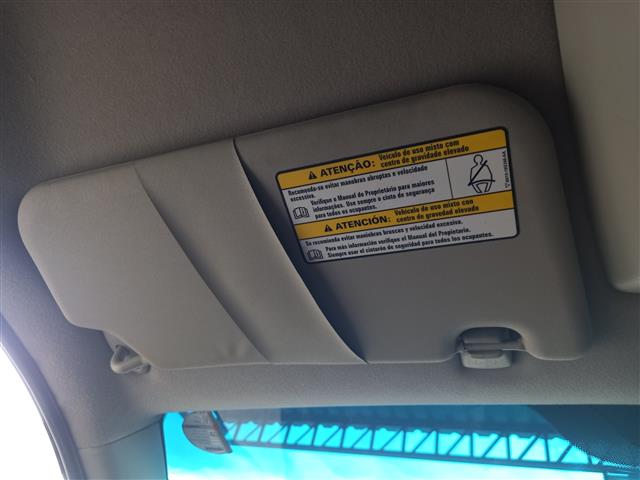 ATENÇÃO: Veículo de uso misto com
centro de gravidade elevado
Recomenda-se evitar manobras abruptas e velocidade
excessiva.
Verifique o Manual do Proprietário para maiores
informações. Use sempre o cinto de segurança
para todos os ocupantes.
ATENCIÓN: Vehículo de uso mixto con
centro de gravedad elevado
Se recomenda evitar maniobras bruscas y velocidad excesiva.
Para más información verifique el Manual del Propietario.
Siempre usar el cinturón de seguridad para todos los ocupantes.